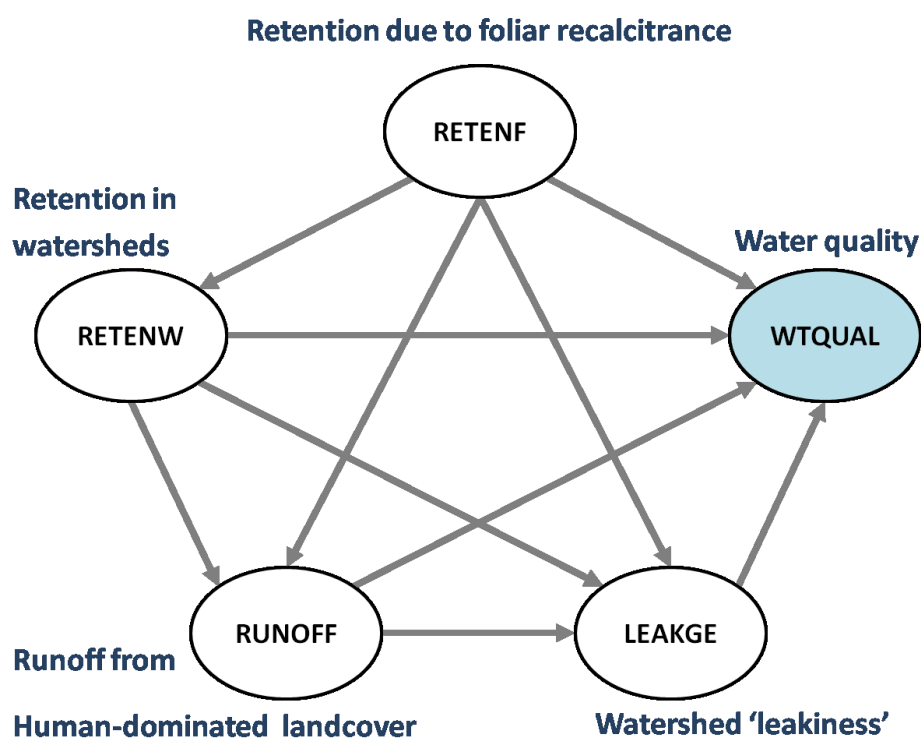 Retention due to foliar recalcitrance
RETENF
Retention in
watersheds
Water quality
RETENW
WTQUAL
RUNOFF
LEAKGE
Runoff from
Human-dominated landcover
Watershed ‘leakiness’